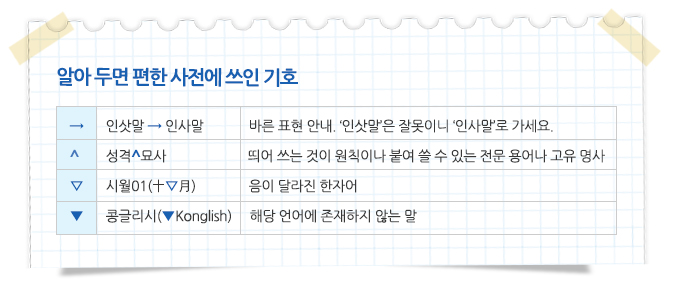 알아 두면 편한 사전에 쓰인 기호
→ 인삿말 → 인사말 바른 표현 안내. ‘인삿말’은 잘못이니 ‘인사말’로 가세요.
^ 성격^묘사 띄어 쓰는 것이 원칙이나 붙여 쓸 수 있는 전문 용어나 고유 명사
▽ 시월01(十▽月) 음이 달라진 한자어
▼ 콩글리시(▼Konglish) 해당 언어에 존재하지 않는 말